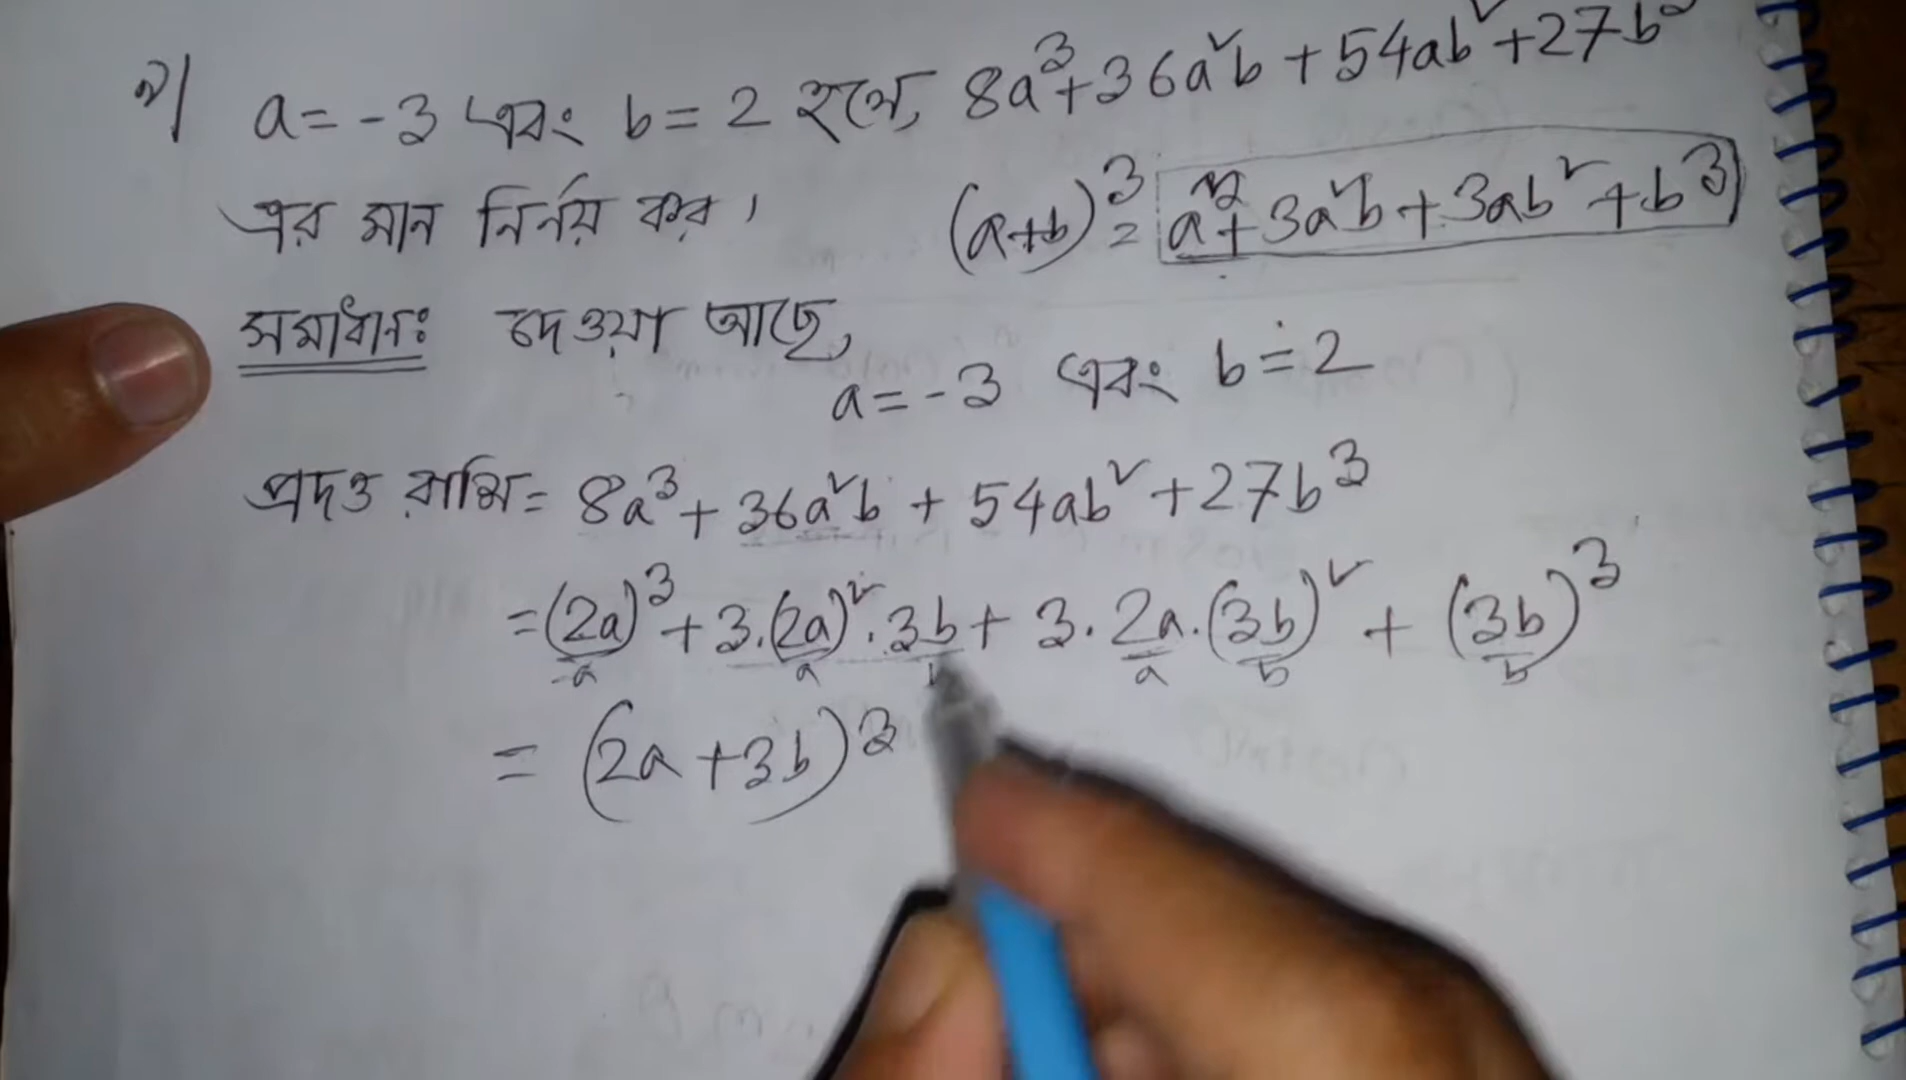 ৭| a = -3 এবং b = 2 হলে, 8a³+36a²b+54ab²+27b³
এর মান নির্নয় কর।
(a+b)³ = a³+3a²b+3ab²+b³
সমাধানঃ দেওয়া আছে,
a = -3 এবং b = 2
প্রদত্ত রাশি = 8a³+36a²b+54ab²+27b³
=(2a)³+3.(2a)².3b+3.2a.(3b)²+(3b)³
a a b a b b
= (2a+3b)³